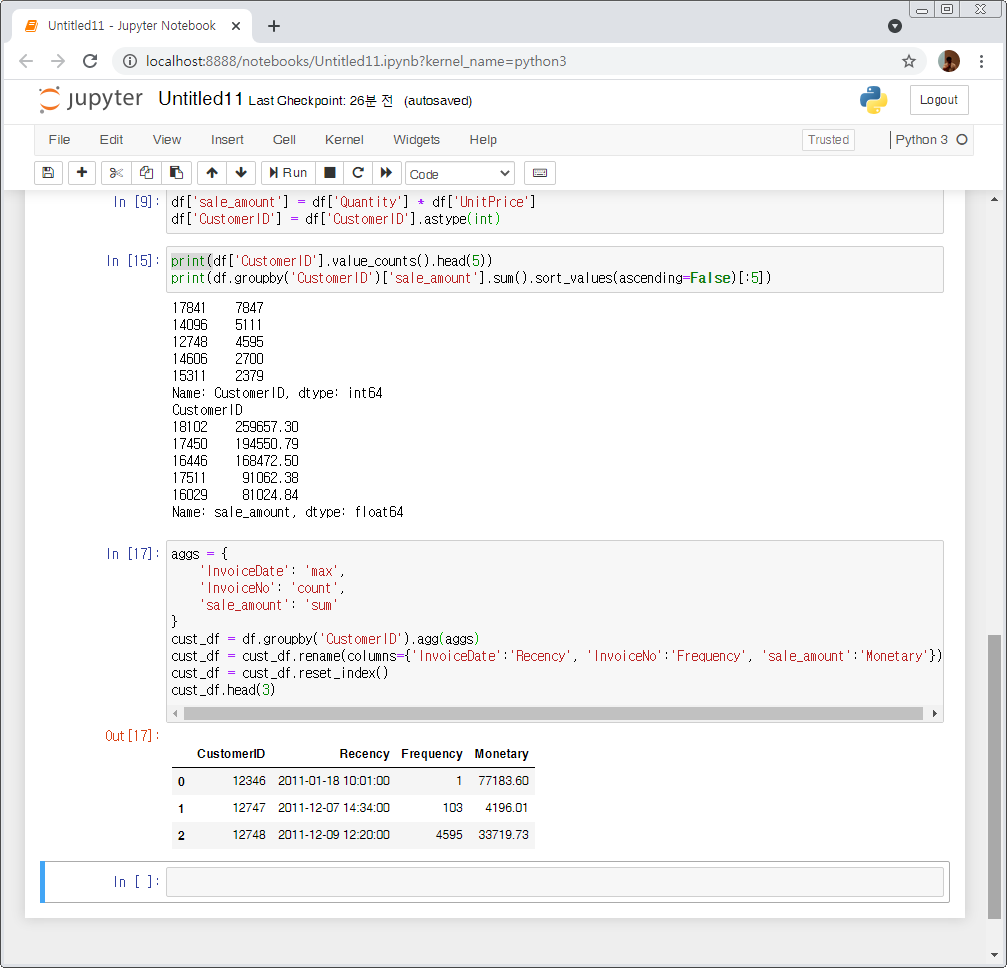 Untitled11 - Jupyter Notebook
localhost:8888/notebooks/Untitled11.ipynb?kernel_name=python3
jupyter Untitled11 Last Checkpoint: 26분 전 (autosaved)
Logout
File Edit View Insert Cell Kernel Widgets Help
Trusted
Python 3
Run
Code
In [9]: df['sale_amount'] = df['Quantity'] * df['UnitPrice']
df['CustomerID'] = df['CustomerID'].astype(int)
In [15]: print(df['CustomerID'].value_counts().head(5))
print(df.groupby('CustomerID')['sale_amount'].sum().sort_values(ascending=False)[:5])
17841 7847
14096 5111
12748 4595
14606 2700
15311 2379
Name: CustomerID, dtype: int64
CustomerID
18102 259657.30
17450 194550.79
16446 168472.50
17511 91062.38
16029 81024.84
Name: sale_amount, dtype: float64
In [17]: aggs = {
'InvoiceDate': 'max',
'InvoiceNo': 'count',
'sale_amount': 'sum'
}
cust_df = df.groupby('CustomerID').agg(aggs)
cust_df = cust_df.rename(columns={'InvoiceDate':'Recency', 'InvoiceNo':'Frequency', 'sale_amount':'Monetary'})
cust_df = cust_df.reset_index()
cust_df.head(3)
Out[17]:
CustomerID Recency Frequency Monetary
0 12346 2011-01-18 10:01:00 1 77183.60
1 12747 2011-12-07 14:34:00 103 4196.01
2 12748 2011-12-09 12:20:00 4595 33719.73
In [ ]: